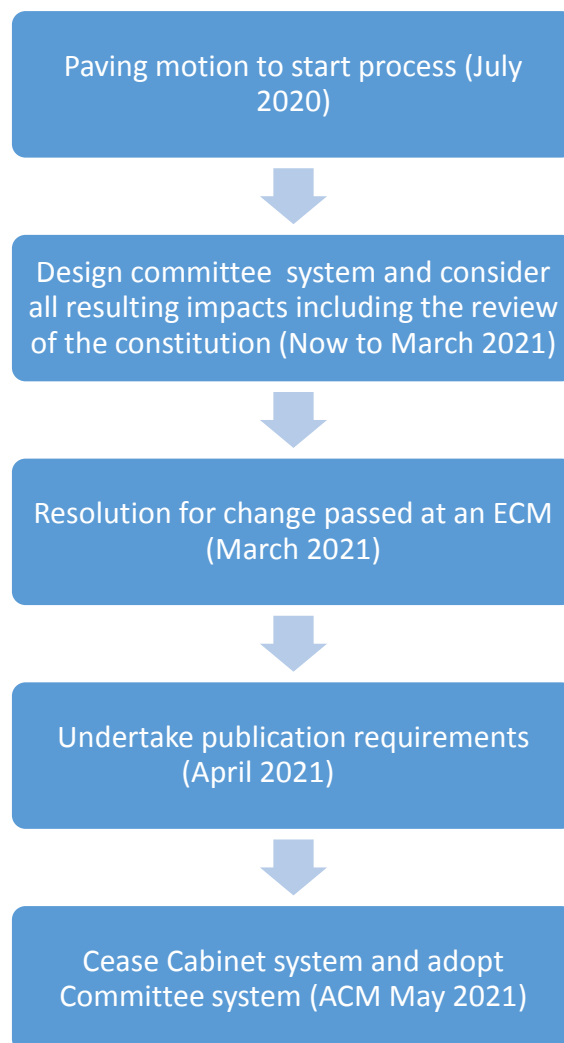 Paving motion to start process (July
2020)
Design committee  system and consider
all resulting impacts including the review
of the constitution (Now to March 2021)
Resolution for change passed at an ECM
(March 2021)
Undertake publication requirements
(April 2021)
Cease Cabinet system and adopt
Committee system (ACM May 2021)